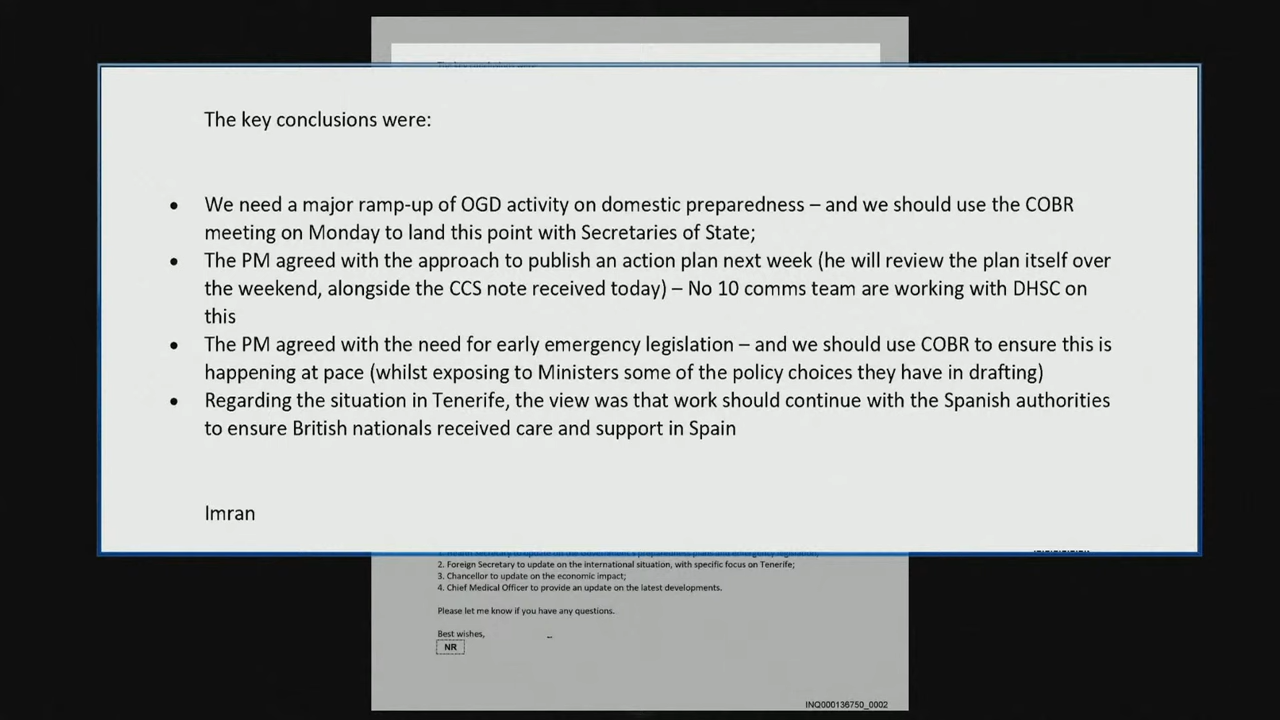 The key conclusions were:
The key conclusions were:
• We need a major ramp-up of OGD activity on domestic preparedness – and we should use the COBR
meeting on Monday to land this point with Secretaries of State;
• The PM agreed with the approach to publish an action plan next week (he will review the plan itself over
the weekend, alongside the CCS note received today) – No 10 comms team are working with DHSC on
this
• The PM agreed with the need for early emergency legislation – and we should use COBR to ensure this is
happening at pace (whilst exposing to Ministers some of the policy choices they have in drafting)
• Regarding the situation in Tenerife, the view was that work should continue with the Spanish authorities
to ensure British nationals received care and support in Spain
Imran
2. Foreign Secretary to update on the international situation, with specific focus on Tenerife;
3. Chancellor to update on the economic impact;
4. Chief Medical Officer to provide an update on the latest developments.
Please let me know if you have any questions.
Best wishes,
NR
INQ000136750_0002